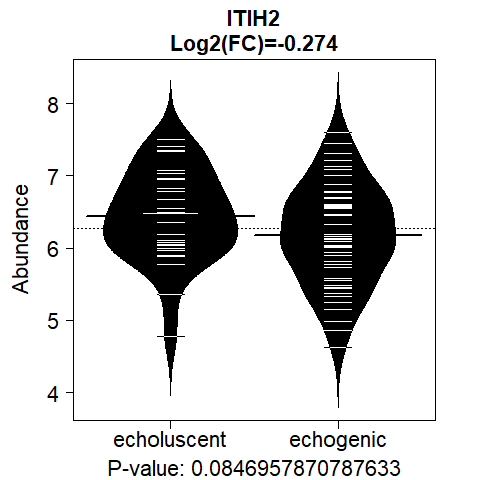 ITIH2
Log2(FC)=-0.274
Abundance
8
7
6
5
4
echoluscent
echogenic
P-value: 0.0846957870787633